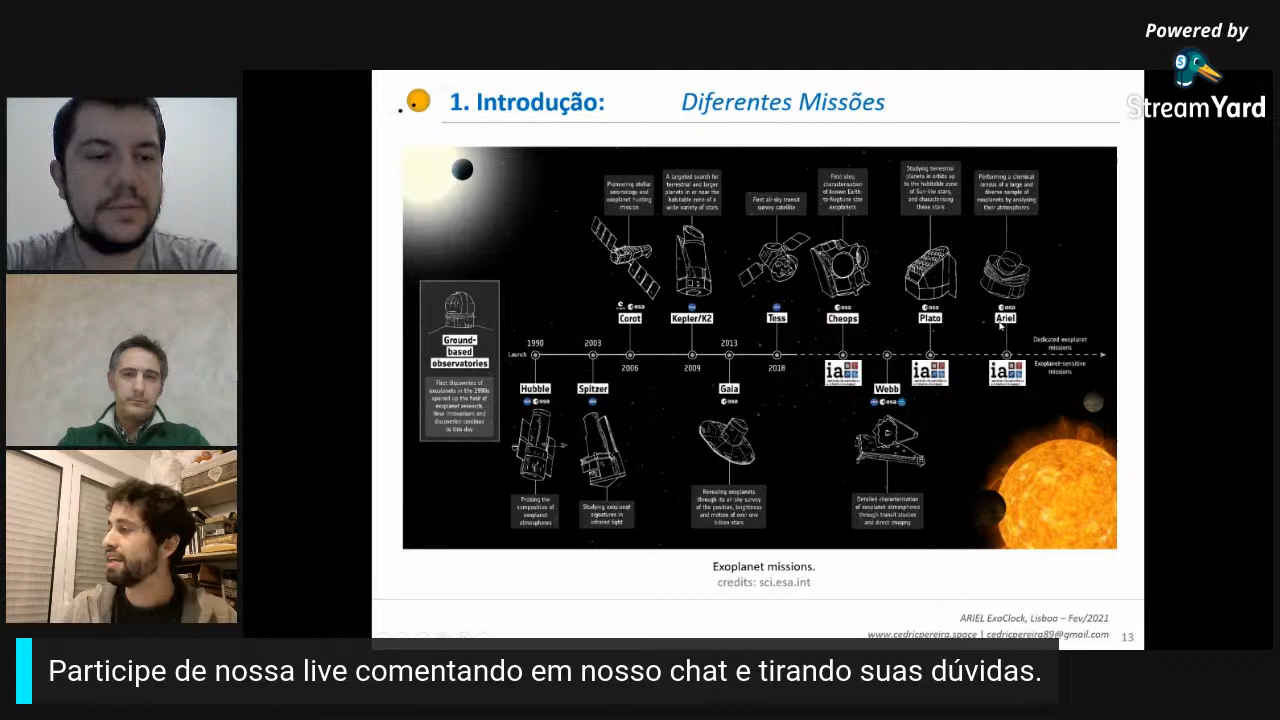 Powered by
StreamYard
1. Introdução:
Diferentes Missões
Pioneering stellar
seismology and
exoplanet hunting
mission
A targeted search for
terrestrial and larger
planets in or near the
habitable zone of a
wide variety of stars
First all-sky transit
survey satellite
First step
characterisation
of known Earth-
to-Neptune size
exoplanets
Studying terrestrial
planets in orbits up
to the habitable zone
of Sun-like stars,
and characterising
these stars
Performing a chemical
census of a large and
diverse sample of
exoplanets by analysing
their atmospheres
esa
esa
esa
esa
Corot
Kepler/K2
Tess
Cheops
Plato
Ariel
Ground-
based
observatories
First discoveries of
exoplanets in the 1990s
opened up the field of
exoplanet research.
New innovations and
discoveries continue
to this day
Launch
1990
2003
2006
2009
2013
2018
Dedicated exoplanet
missions
Exoplanet-sensitive
missions
ia
ia
ia
Hubble
Spitzer
Gaia
Webb
esa
esa
esa
Probing the
composition of
exoplanet
atmospheres
Studying exoplanet
signatures in
infrared light
Revealing exoplanets
through its all-sky survey
of the position, brightness
and motion of over one
billion stars
Detailed characterisation
of exoplanet atmospheres
through transit studies
and direct imaging
Exoplanet missions.
credits: sci.esa.int
ARIEL ExoClock, Lisboa – Fev/2021
www.cedricpereira.space | cedricpereira89@gmail.com
13
Participe de nossa live comentando em nosso chat e tirando suas dúvidas.